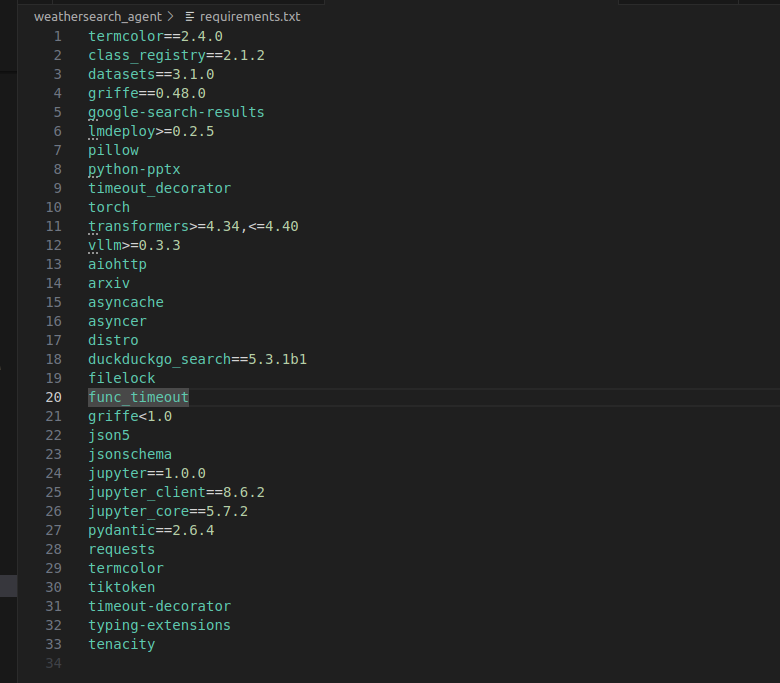 weathersearch_agent > requirements.txt
1 termcolor==2.4.0
2 class_registry==2.1.2
3 datasets==3.1.0
4 griffe==0.48.0
5 google-search-results
6 lmdeploy>=0.2.5
7 pillow
8 python-pptx
9 timeout_decorator
10 torch
11 transformers>=4.34,<=4.40
12 vllm>=0.3.3
13 aiohttp
14 arxiv
15 asyncache
16 asyncer
17 distro
18 duckduckgo_search==5.3.1b1
19 filelock
20 func_timeout
21 griffe<1.0
22 json5
23 jsonschema
24 jupyter==1.0.0
25 jupyter_client==8.6.2
26 jupyter_core==5.7.2
27 pydantic==2.6.4
28 requests
29 termcolor
30 tiktoken
31 timeout-decorator
32 typing-extensions
33 tenacity
34